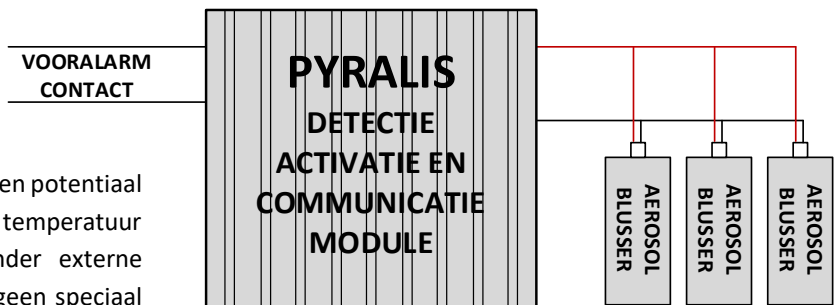 VOORALARM
CONTACT
PYRALIS
DETECTIE
ACTIVATIE EN
COMMUNICATIE
MODULE
AEROSOL
BLUSSER
AEROSOL
BLUSSER
AEROSOL
BLUSSER
en potentiaal
temperatuur
nder externe
geen speciaal